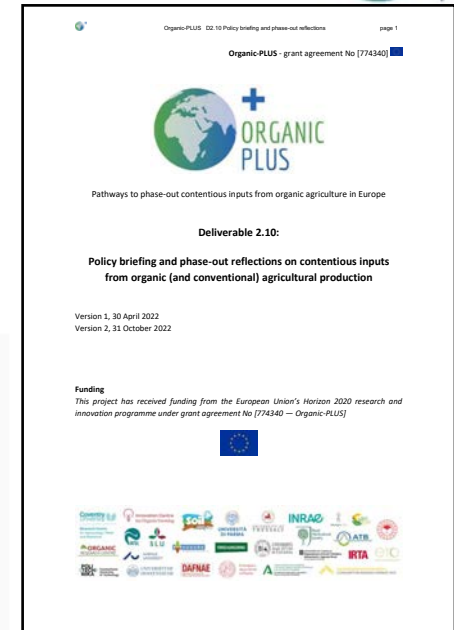 Organic-PLUS D2.10 Policy briefing and phase-out reflections page 1
Organic-PLUS - grant agreement No [774340]
+
ORGANIC
PLUS
Pathways to phase-out contentious inputs from organic agriculture in Europe
Deliverable 2.10:
Policy briefing and phase-out reflections on contentious inputs
from organic (and conventional) agricultural production
Version 1, 30 April 2022
Version 2, 31 October 2022
Funding
This project has received funding from the European Union's Horizon 2020 research and
innovation programme under grant agreement No [774340 — Organic-PLUS]
Coventry
INRAE
SLU
ATB
ORGANIC
DAFNAE
IRTA